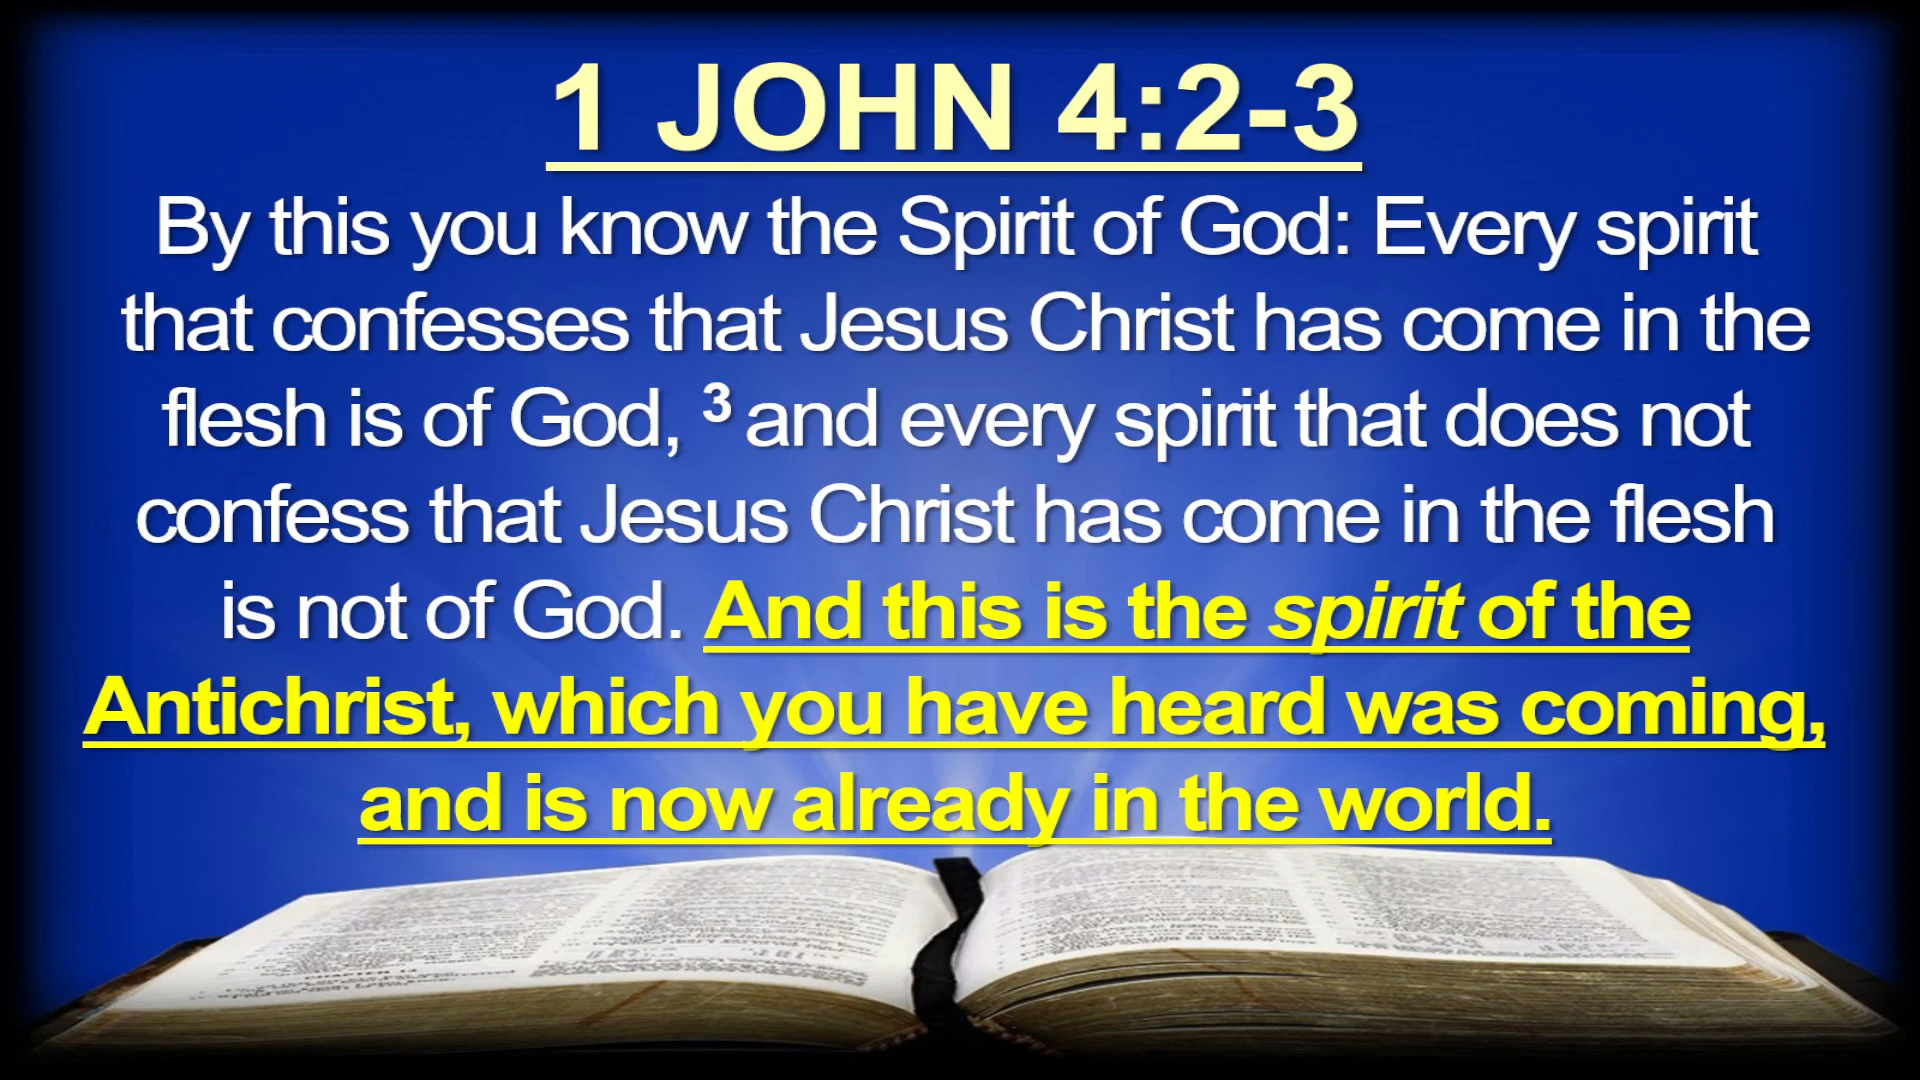 1 JOHN 4:2-3
By this you know the Spirit of God: Every spirit
that confesses that Jesus Christ has come in the
flesh is of God, ³ and every spirit that does not
confess that Jesus Christ has come in the flesh
is not of God. And this is the spirit of the
Antichrist, which you have heard was coming,
and is now already in the world.